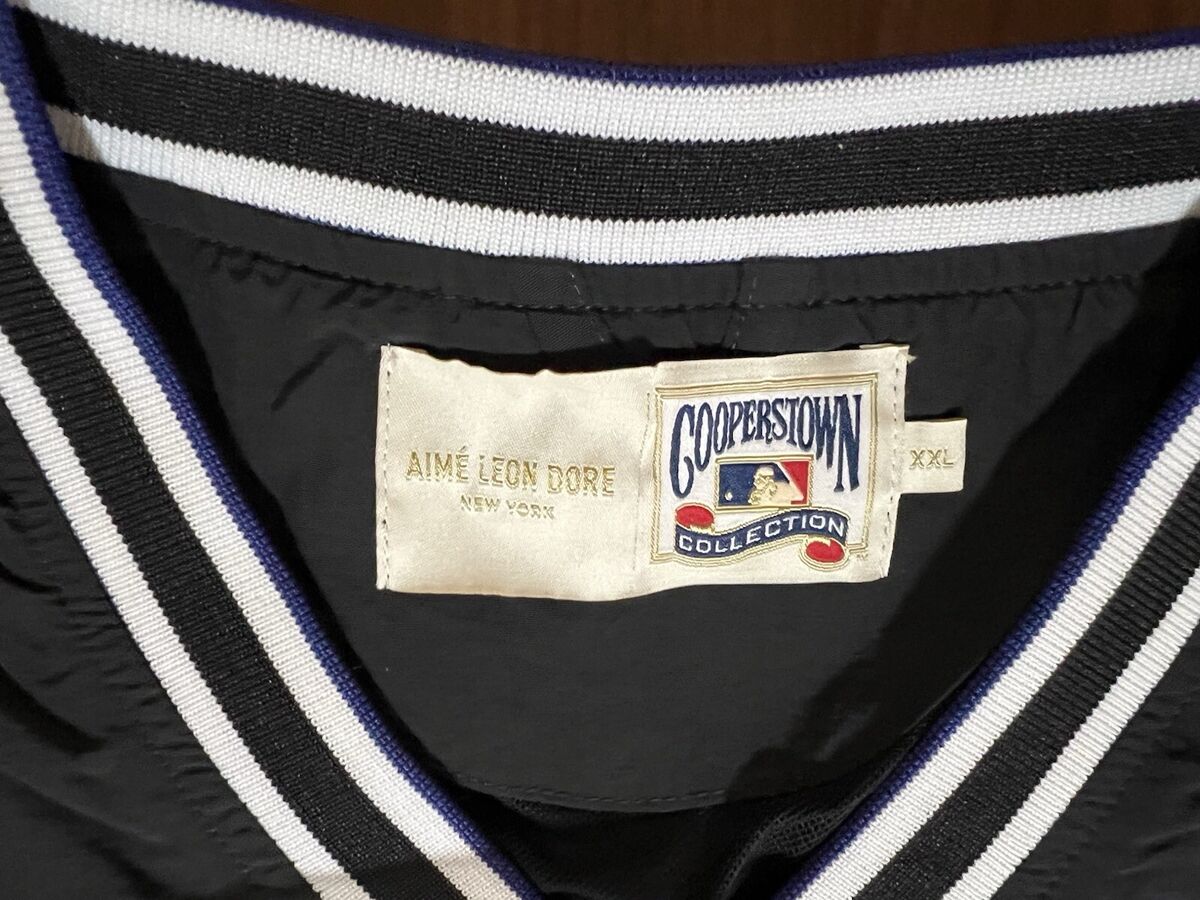 AIMÉ LEON DORE
NEW YORK
COOPERSTOWN
COLLECTION
XXL